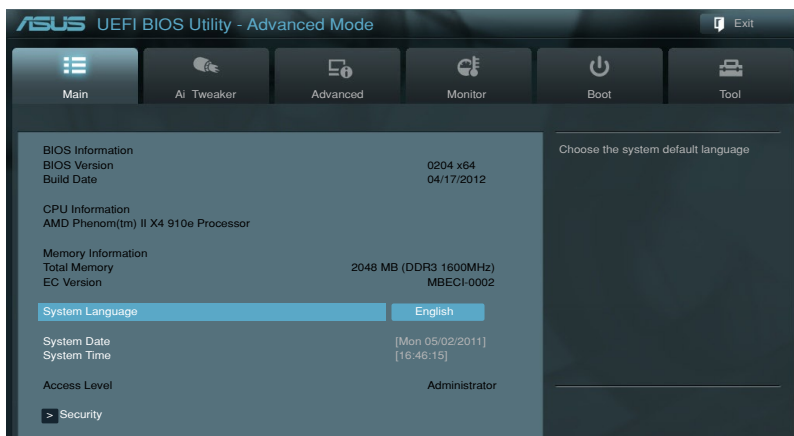 ASUS UEFI BIOS Utility - Advanced Mode
Exit
Main Ai Tweaker Advanced Monitor Boot Tool
BIOS Information
BIOS Version 0204 x64
Build Date 04/17/2012
CPU Information
AMD Phenom(tm) II X4 910e Processor
Memory Information
Total Memory 2048 MB (DDR3 1600MHz)
EC Version MBECI-0002
System Language English
System Date [Mon 05/02/2011]
System Time [16:46:15]
Access Level Administrator
> Security
Choose the system default language